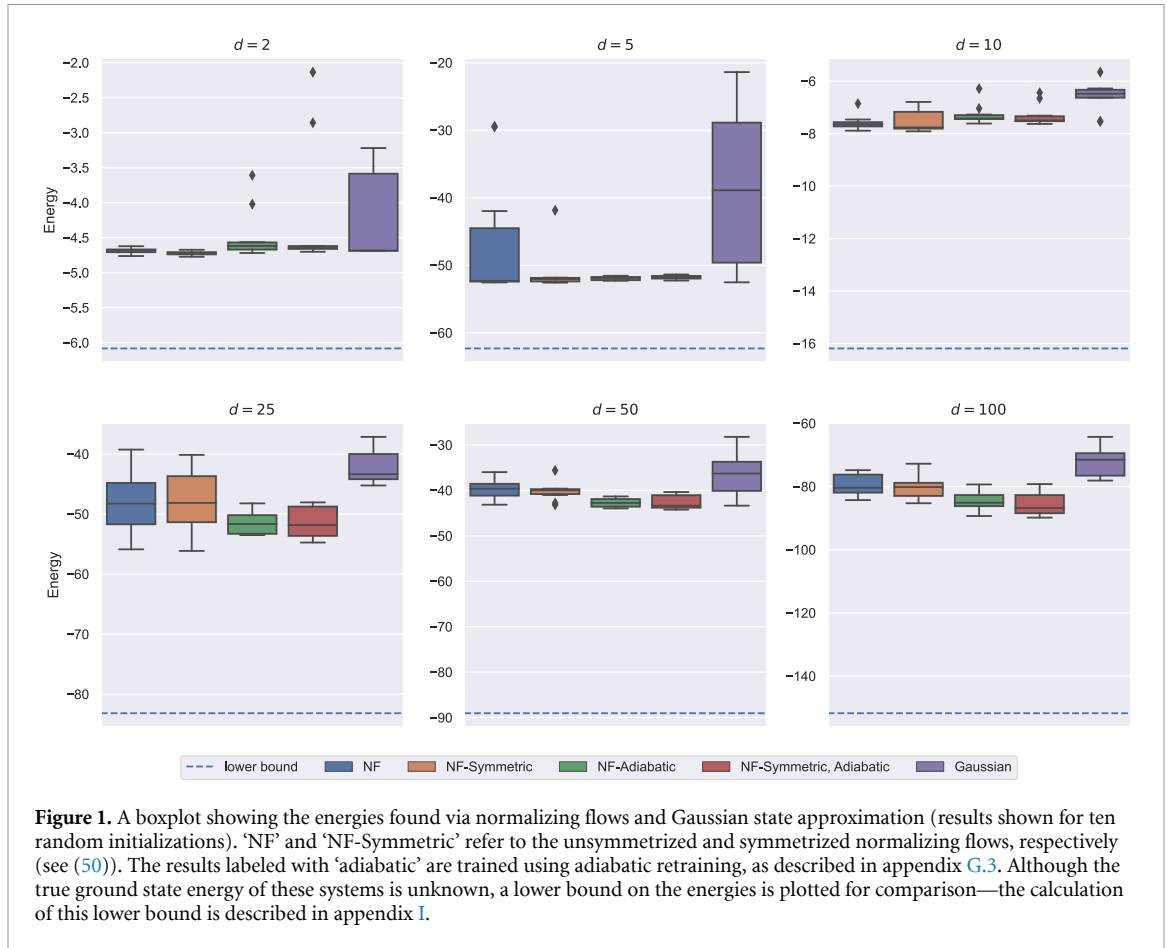 d = 2
d = 5
d = 10
−2.0
−2.5
−3.0
−3.5
−4.0
−4.5
−5.0
−5.5
−6.0
Energy
−20
−30
−40
−50
−60
−6
−8
−10
−12
−14
−16
d = 25
d = 50
d = 100
−40
−50
−60
−70
−80
Energy
−30
−40
−50
−60
−70
−80
−90
−60
−80
−100
−120
−140
lower bound NF NF-Symmetric NF-Adiabatic NF-Symmetric, Adiabatic Gaussian
Figure 1. A boxplot showing the energies found via normalizing flows and Gaussian state approximation (results shown for ten
random initializations). ‘NF’ and ‘NF-Symmetric’ refer to the unsymmetrized and symmetrized normalizing flows, respectively
(see (50)). The results labeled with ‘adiabatic’ are trained using adiabatic retraining, as described in appendix G.3. Although the
true ground state energy of these systems is unknown, a lower bound on the energies is plotted for comparison—the calculation
of this lower bound is described in appendix I.